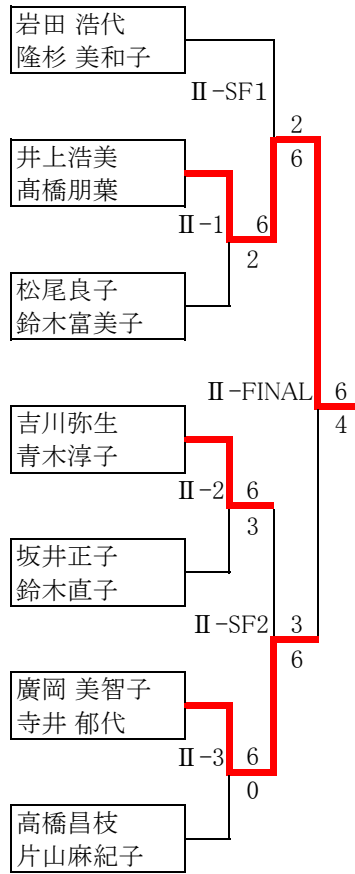 岩田 浩代
隆杉 美和子
Ⅱ-SF1
2
6
井上浩美
髙橋朋葉
Ⅱ-1
6
2
松尾良子
鈴木富美子
Ⅱ-FINAL
6
4
吉川弥生
青木淳子
Ⅱ-2
6
3
坂井正子
鈴木直子
Ⅱ-SF2
3
6
廣岡 美智子
寺井 郁代
Ⅱ-3
6
0
高橋昌枝
片山麻紀子